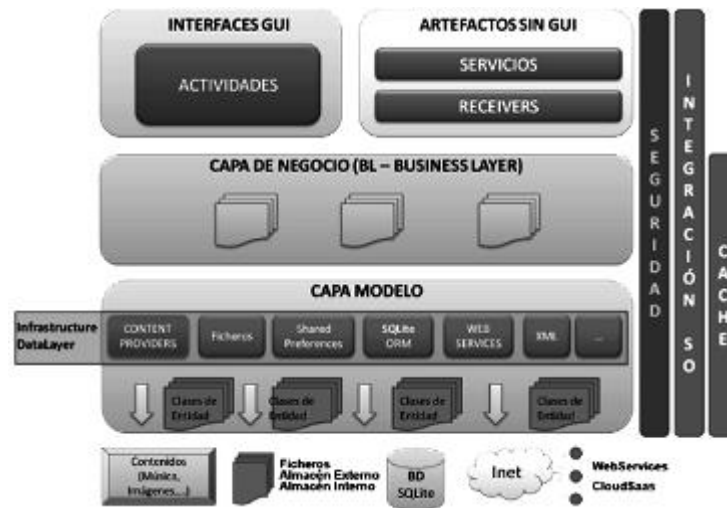 INTERFACES GUI
ACTIVIDADES
ARTEFACTOS SIN GUI
SERVICIOS
RECEIVERS
CAPA DE NEGOCIO (BL – BUSINESS LAYER)
CAPA MODELO
Infrastructure
DataLayer
CONTENT
PROVIDERS
Ficheros
Shared
Preferences
SQLite
ORM
WEB
SERVICES
XML
...
Clases de
Entidad
Clases de
Entidad
Clases de
Entidad
Clases de
Entidad
SEGURIDAD
INTEGRACIÓN SO
CACHE
Contenidos
(Música,
Imágenes,...)
Ficheros
Almacén Externo
Almacén Interno
BD
SQLite
Inet
WebServices
CloudSaas